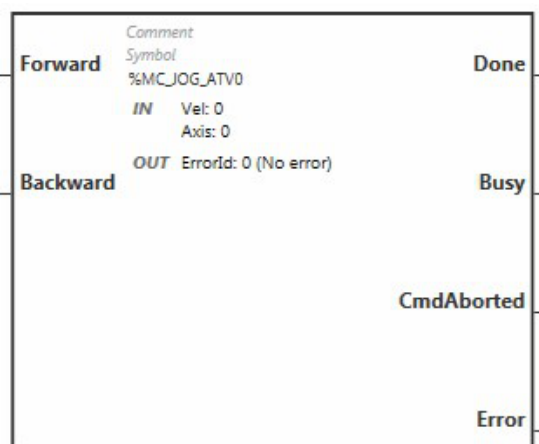 Comment
Symbol
Forward
Done
%MC_JOG_ATV0
IN Vel: 0
Axis: 0
OUT ErrorId: 0 (No error)
Backward
Busy
CmdAborted
Error